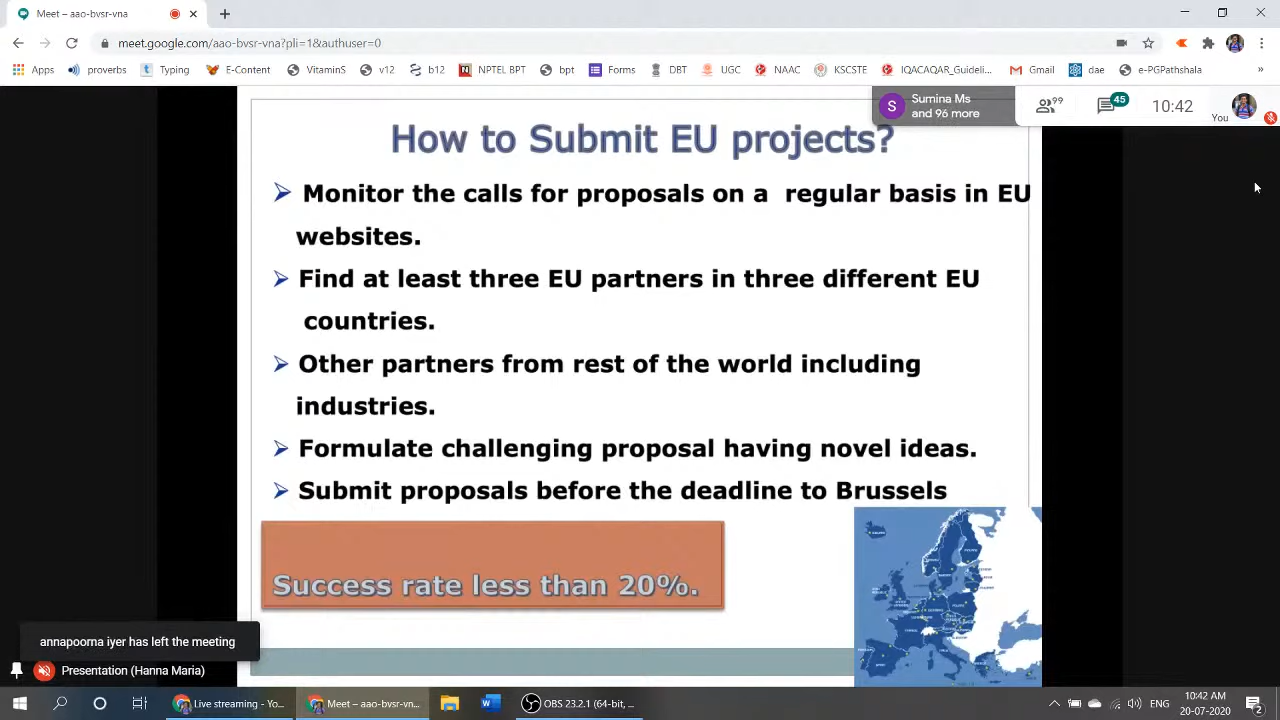 Meet – aao-bvsr-vna
meet.google.com/aao-bvsr-vna?pli=1&authuser=0
Apps proverbs Typing E-Content VitaminS v12 b12 NPTEL BPT bpt Forms DBT UGC NAAC KSCSTE IQACAQAR_Guideli... Gmail dae e-PGPathshala »
S Sumina Ms
and 96 more
99 45 10:42 You
How to Submit EU projects?
Monitor the calls for proposals on a regular basis in EU
websites.
Find at least three EU partners in three different EU
countries.
Other partners from rest of the world including
industries.
Formulate challenging proposal having novel ideas.
Submit proposals before the deadline to Brussels
Success rate less than 20%.
annapoorna iyer has left the meeting
Presentation (Hanna Maria)
Live streaming - Yo... Meet – aao-bvsr-vn... OBS 23.2.1 (64-bit, ... ENG 10:42 AM
20-07-2020 2